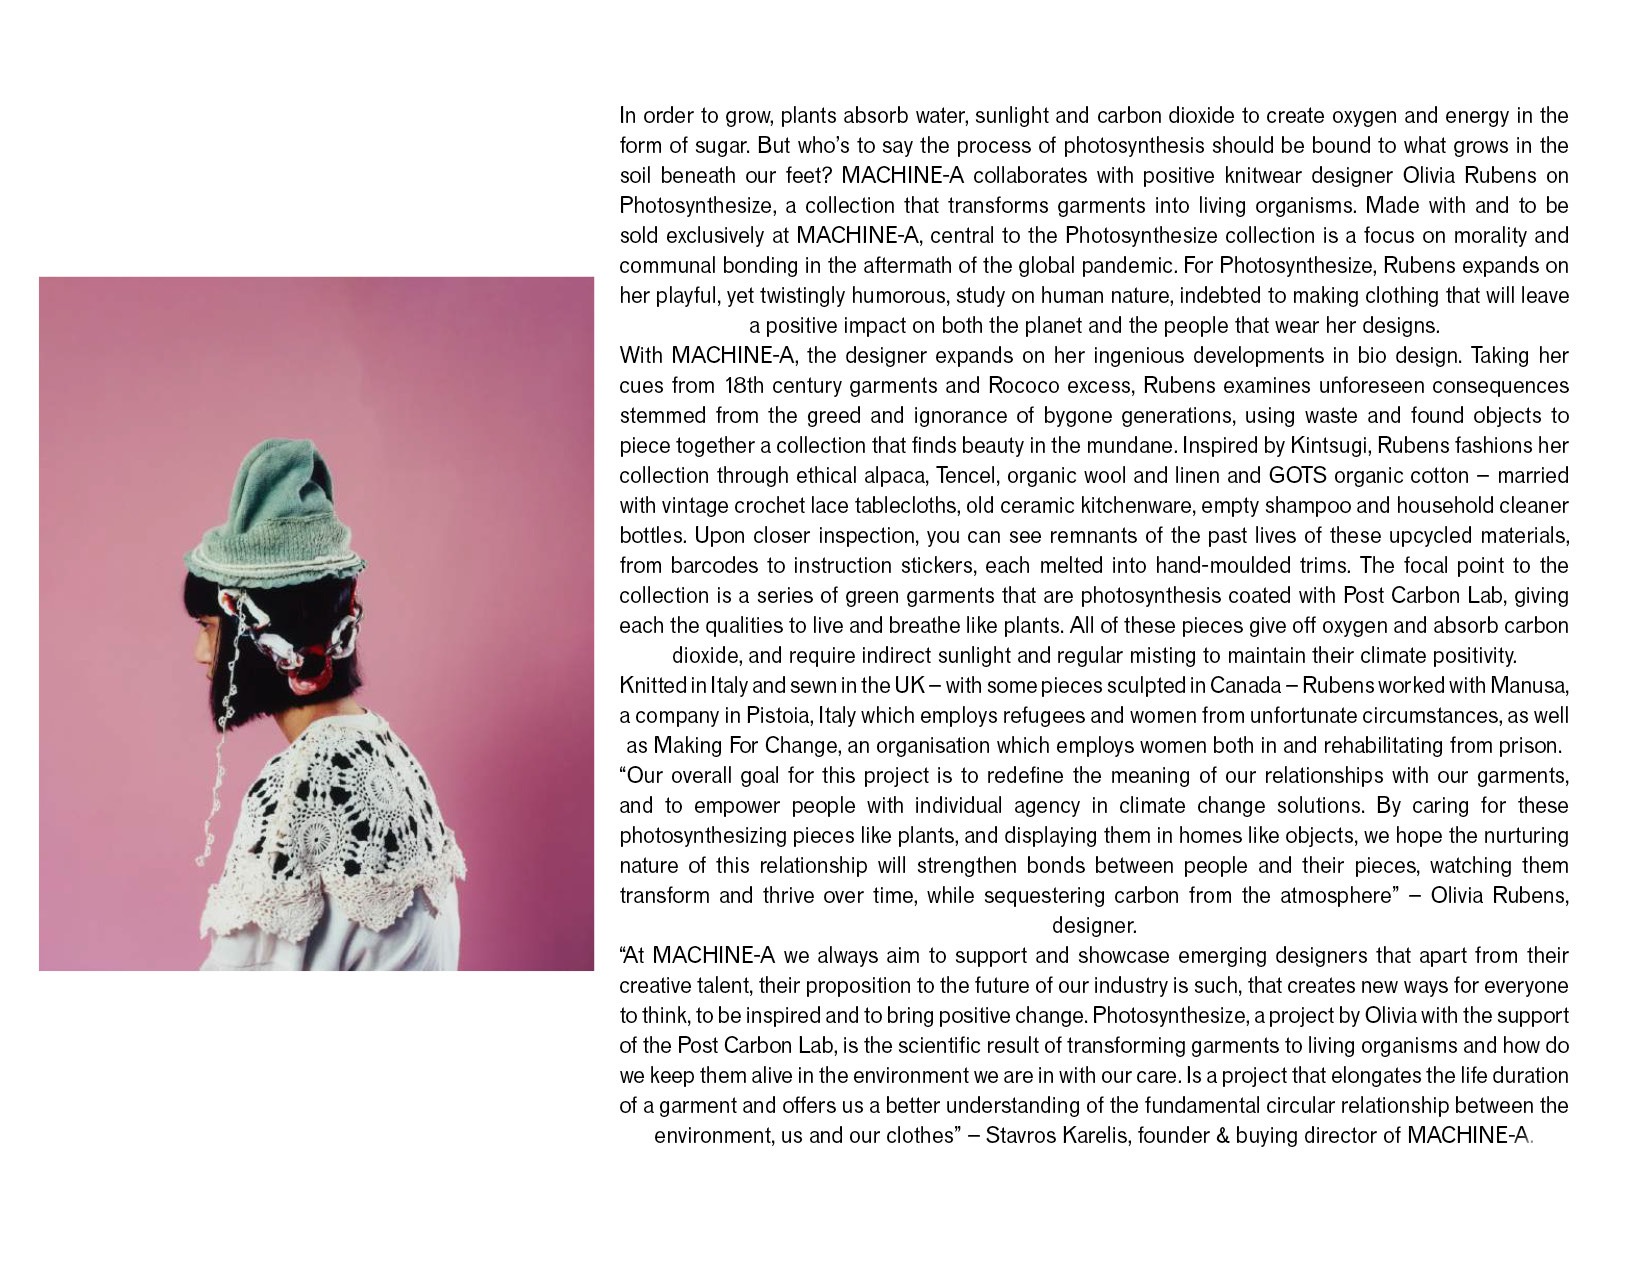 In order to grow, plants absorb water, sunlight and carbon dioxide to create oxygen and energy in the
form of sugar. But who’s to say the process of photosynthesis should be bound to what grows in the
soil beneath our feet? MACHINE-A collaborates with positive knitwear designer Olivia Rubens on
Photosynthesize, a collection that transforms garments into living organisms. Made with and to be
sold exclusively at MACHINE-A, central to the Photosynthesize collection is a focus on morality and
communal bonding in the aftermath of the global pandemic. For Photosynthesize, Rubens expands on
her playful, yet twistingly humorous, study on human nature, indebted to making clothing that will leave
a positive impact on both the planet and the people that wear her designs.
With MACHINE-A, the designer expands on her ingenious developments in bio design. Taking her
cues from 18th century garments and Rococo excess, Rubens examines unforeseen consequences
stemmed from the greed and ignorance of bygone generations, using waste and found objects to
piece together a collection that finds beauty in the mundane. Inspired by Kintsugi, Rubens fashions her
collection through ethical alpaca, Tencel, organic wool and linen and GOTS organic cotton – married
with vintage crochet lace tablecloths, old ceramic kitchenware, empty shampoo and household cleaner
bottles. Upon closer inspection, you can see remnants of the past lives of these upcycled materials,
from barcodes to instruction stickers, each melted into hand-moulded trims. The focal point to the
collection is a series of green garments that are photosynthesis coated with Post Carbon Lab, giving
each the qualities to live and breathe like plants. All of these pieces give off oxygen and absorb carbon
dioxide, and require indirect sunlight and regular misting to maintain their climate positivity.
Knitted in Italy and sewn in the UK – with some pieces sculpted in Canada – Rubens worked with Manusa,
a company in Pistoia, Italy which employs refugees and women from unfortunate circumstances, as well
as Making For Change, an organisation which employs women both in and rehabilitating from prison.
“Our overall goal for this project is to redefine the meaning of our relationships with our garments,
and to empower people with individual agency in climate change solutions. By caring for these
photosynthesizing pieces like plants, and displaying them in homes like objects, we hope the nurturing
nature of this relationship will strengthen bonds between people and their pieces, watching them
transform and thrive over time, while sequestering carbon from the atmosphere” – Olivia Rubens,
designer.
“At MACHINE-A we always aim to support and showcase emerging designers that apart from their
creative talent, their proposition to the future of our industry is such, that creates new ways for everyone
to think, to be inspired and to bring positive change. Photosynthesize, a project by Olivia with the support
of the Post Carbon Lab, is the scientific result of transforming garments to living organisms and how do
we keep them alive in the environment we are in with our care. Is a project that elongates the life duration
of a garment and offers us a better understanding of the fundamental circular relationship between the
environment, us and our clothes” – Stavros Karelis, founder & buying director of MACHINE-A.